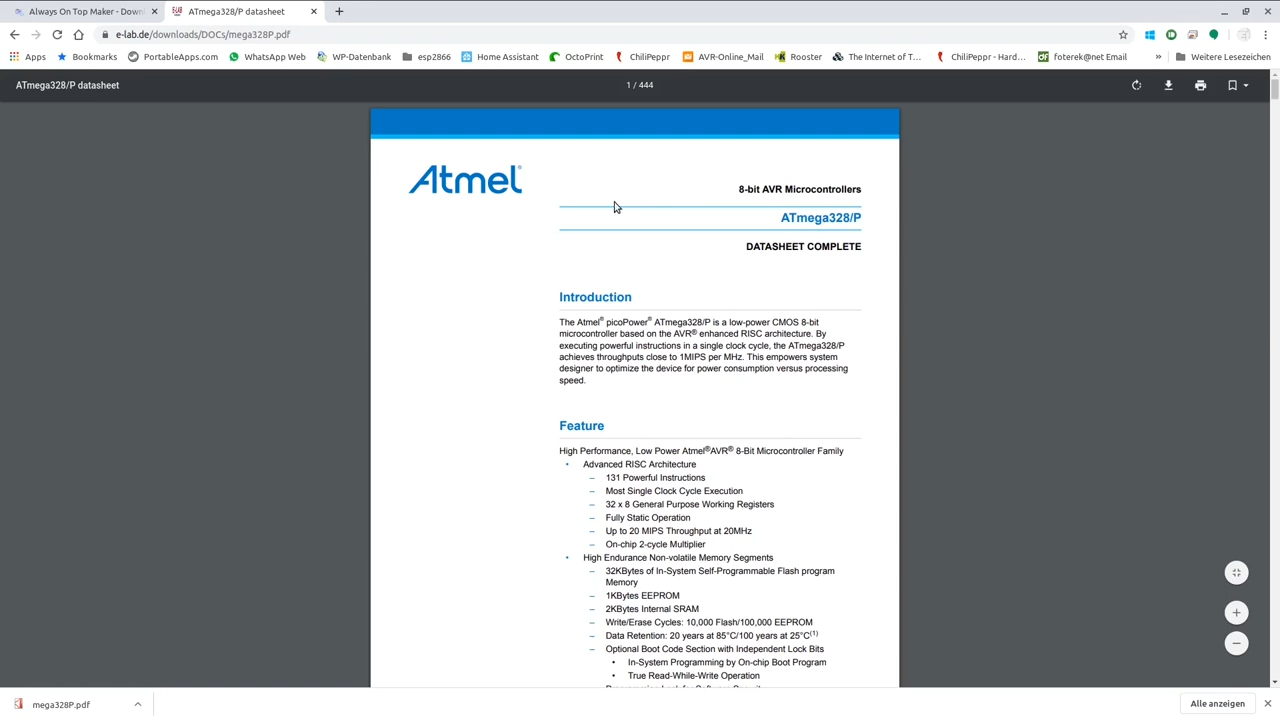 Always On Top Maker - Downl
ATmega328/P datasheet
e-lab.de/downloads/DOCs/mega328P.pdf
Apps
Bookmarks
PortableApps.com
WhatsApp Web
WP-Datenbank
esp2866
Home Assistant
OctoPrint
ChiliPeppr
AVR-Online_Mail
Rooster
The Internet of T...
ChiliPeppr - Hard...
foterek@net Email
»
Weitere Lesezeichen
ATmega328/P datasheet
1 / 444
Atmel®
8-bit AVR Microcontrollers
ATmega328/P
DATASHEET COMPLETE
Introduction
The Atmel® picoPower® ATmega328/P is a low-power CMOS 8-bit
microcontroller based on the AVR® enhanced RISC architecture. By
executing powerful instructions in a single clock cycle, the ATmega328/P
achieves throughputs close to 1MIPS per MHz. This empowers system
designer to optimize the device for power consumption versus processing
speed.
Feature
High Performance, Low Power Atmel®AVR® 8-Bit Microcontroller Family
• Advanced RISC Architecture
– 131 Powerful Instructions
– Most Single Clock Cycle Execution
– 32 x 8 General Purpose Working Registers
– Fully Static Operation
– Up to 20 MIPS Throughput at 20MHz
– On-chip 2-cycle Multiplier
• High Endurance Non-volatile Memory Segments
– 32KBytes of In-System Self-Programmable Flash program
Memory
– 1KBytes EEPROM
– 2KBytes Internal SRAM
– Write/Erase Cycles: 10,000 Flash/100,000 EEPROM
– Data Retention: 20 years at 85°C/100 years at 25°C(1)
– Optional Boot Code Section with Independent Lock Bits
• In-System Programming by On-chip Boot Program
• True Read-While-Write Operation
mega328P.pdf
Alle anzeigen